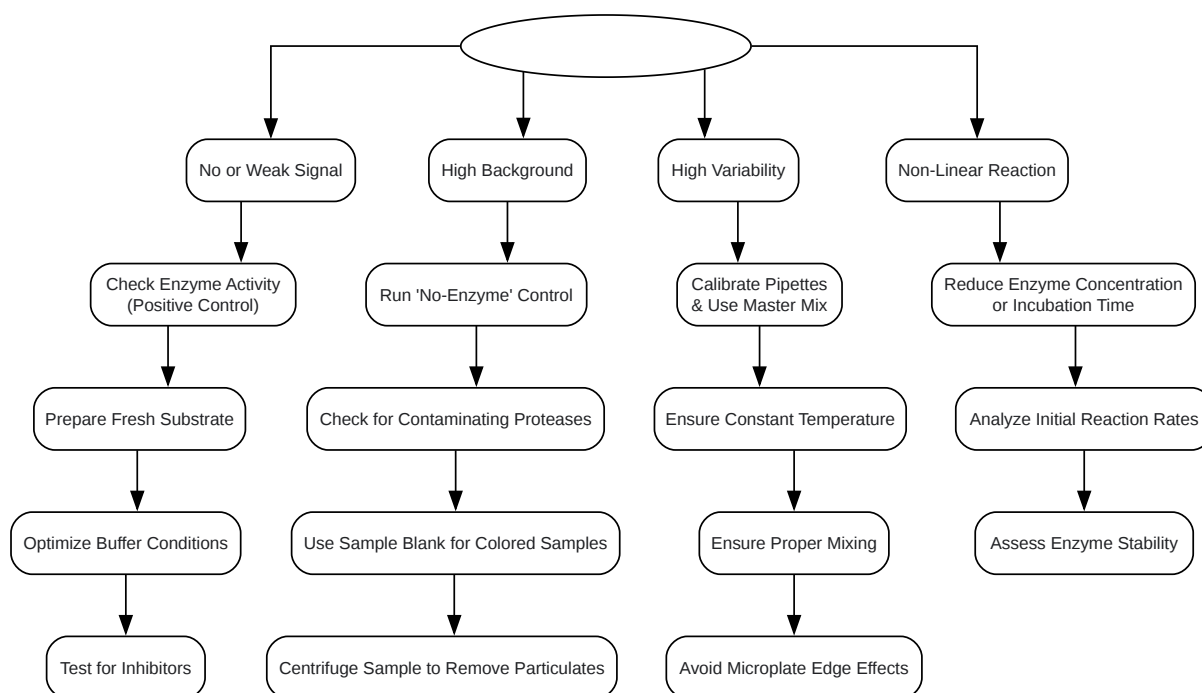 No or Weak Signal
High Background
High Variability
Non-Linear Reaction
Check Enzyme Activity
(Positive Control)
Run 'No-Enzyme' Control
Calibrate Pipettes
& Use Master Mix
Reduce Enzyme Concentration
or Incubation Time
Prepare Fresh Substrate
Check for Contaminating Proteases
Ensure Constant Temperature
Analyze Initial Reaction Rates
Optimize Buffer Conditions
Use Sample Blank for Colored Samples
Ensure Proper Mixing
Assess Enzyme Stability
Test for Inhibitors
Centrifuge Sample to Remove Particulates
Avoid Microplate Edge Effects